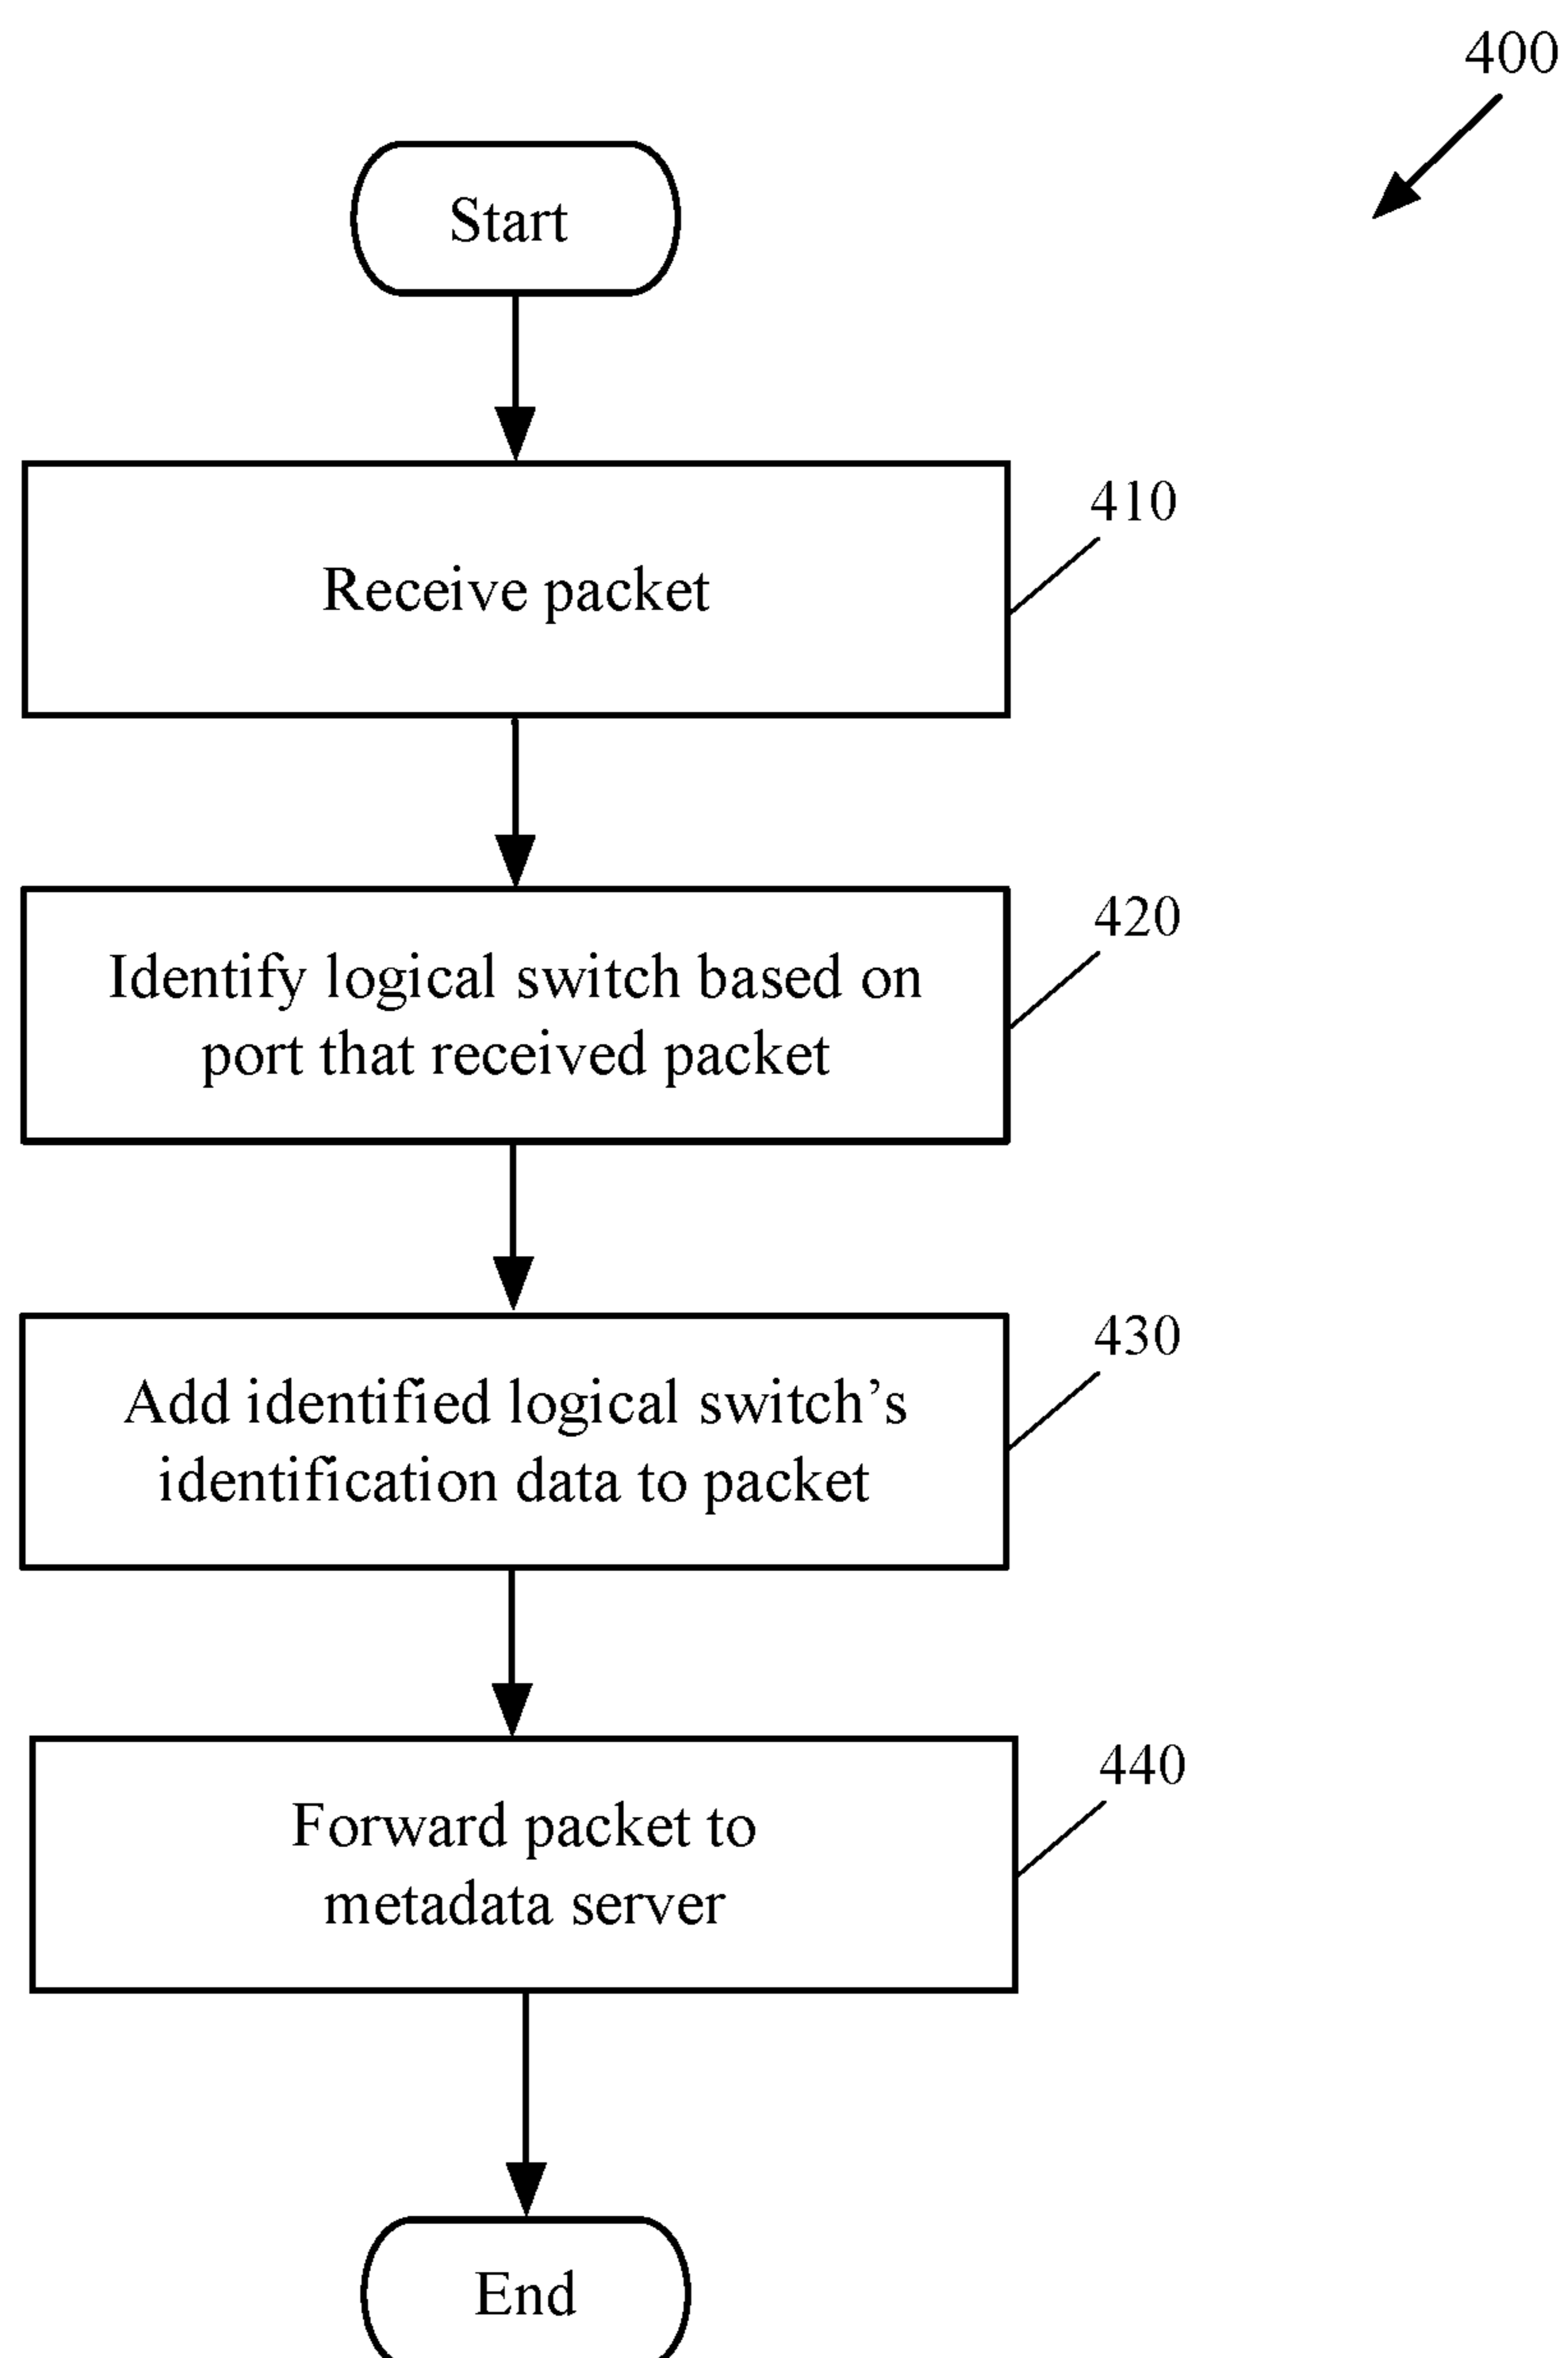 400
Start
410
Receive packet
420
Identify logical switch based on
port that received packet
430
Add identified logical switch’s
identification data to packet
440
Forward packet to
metadata server
End